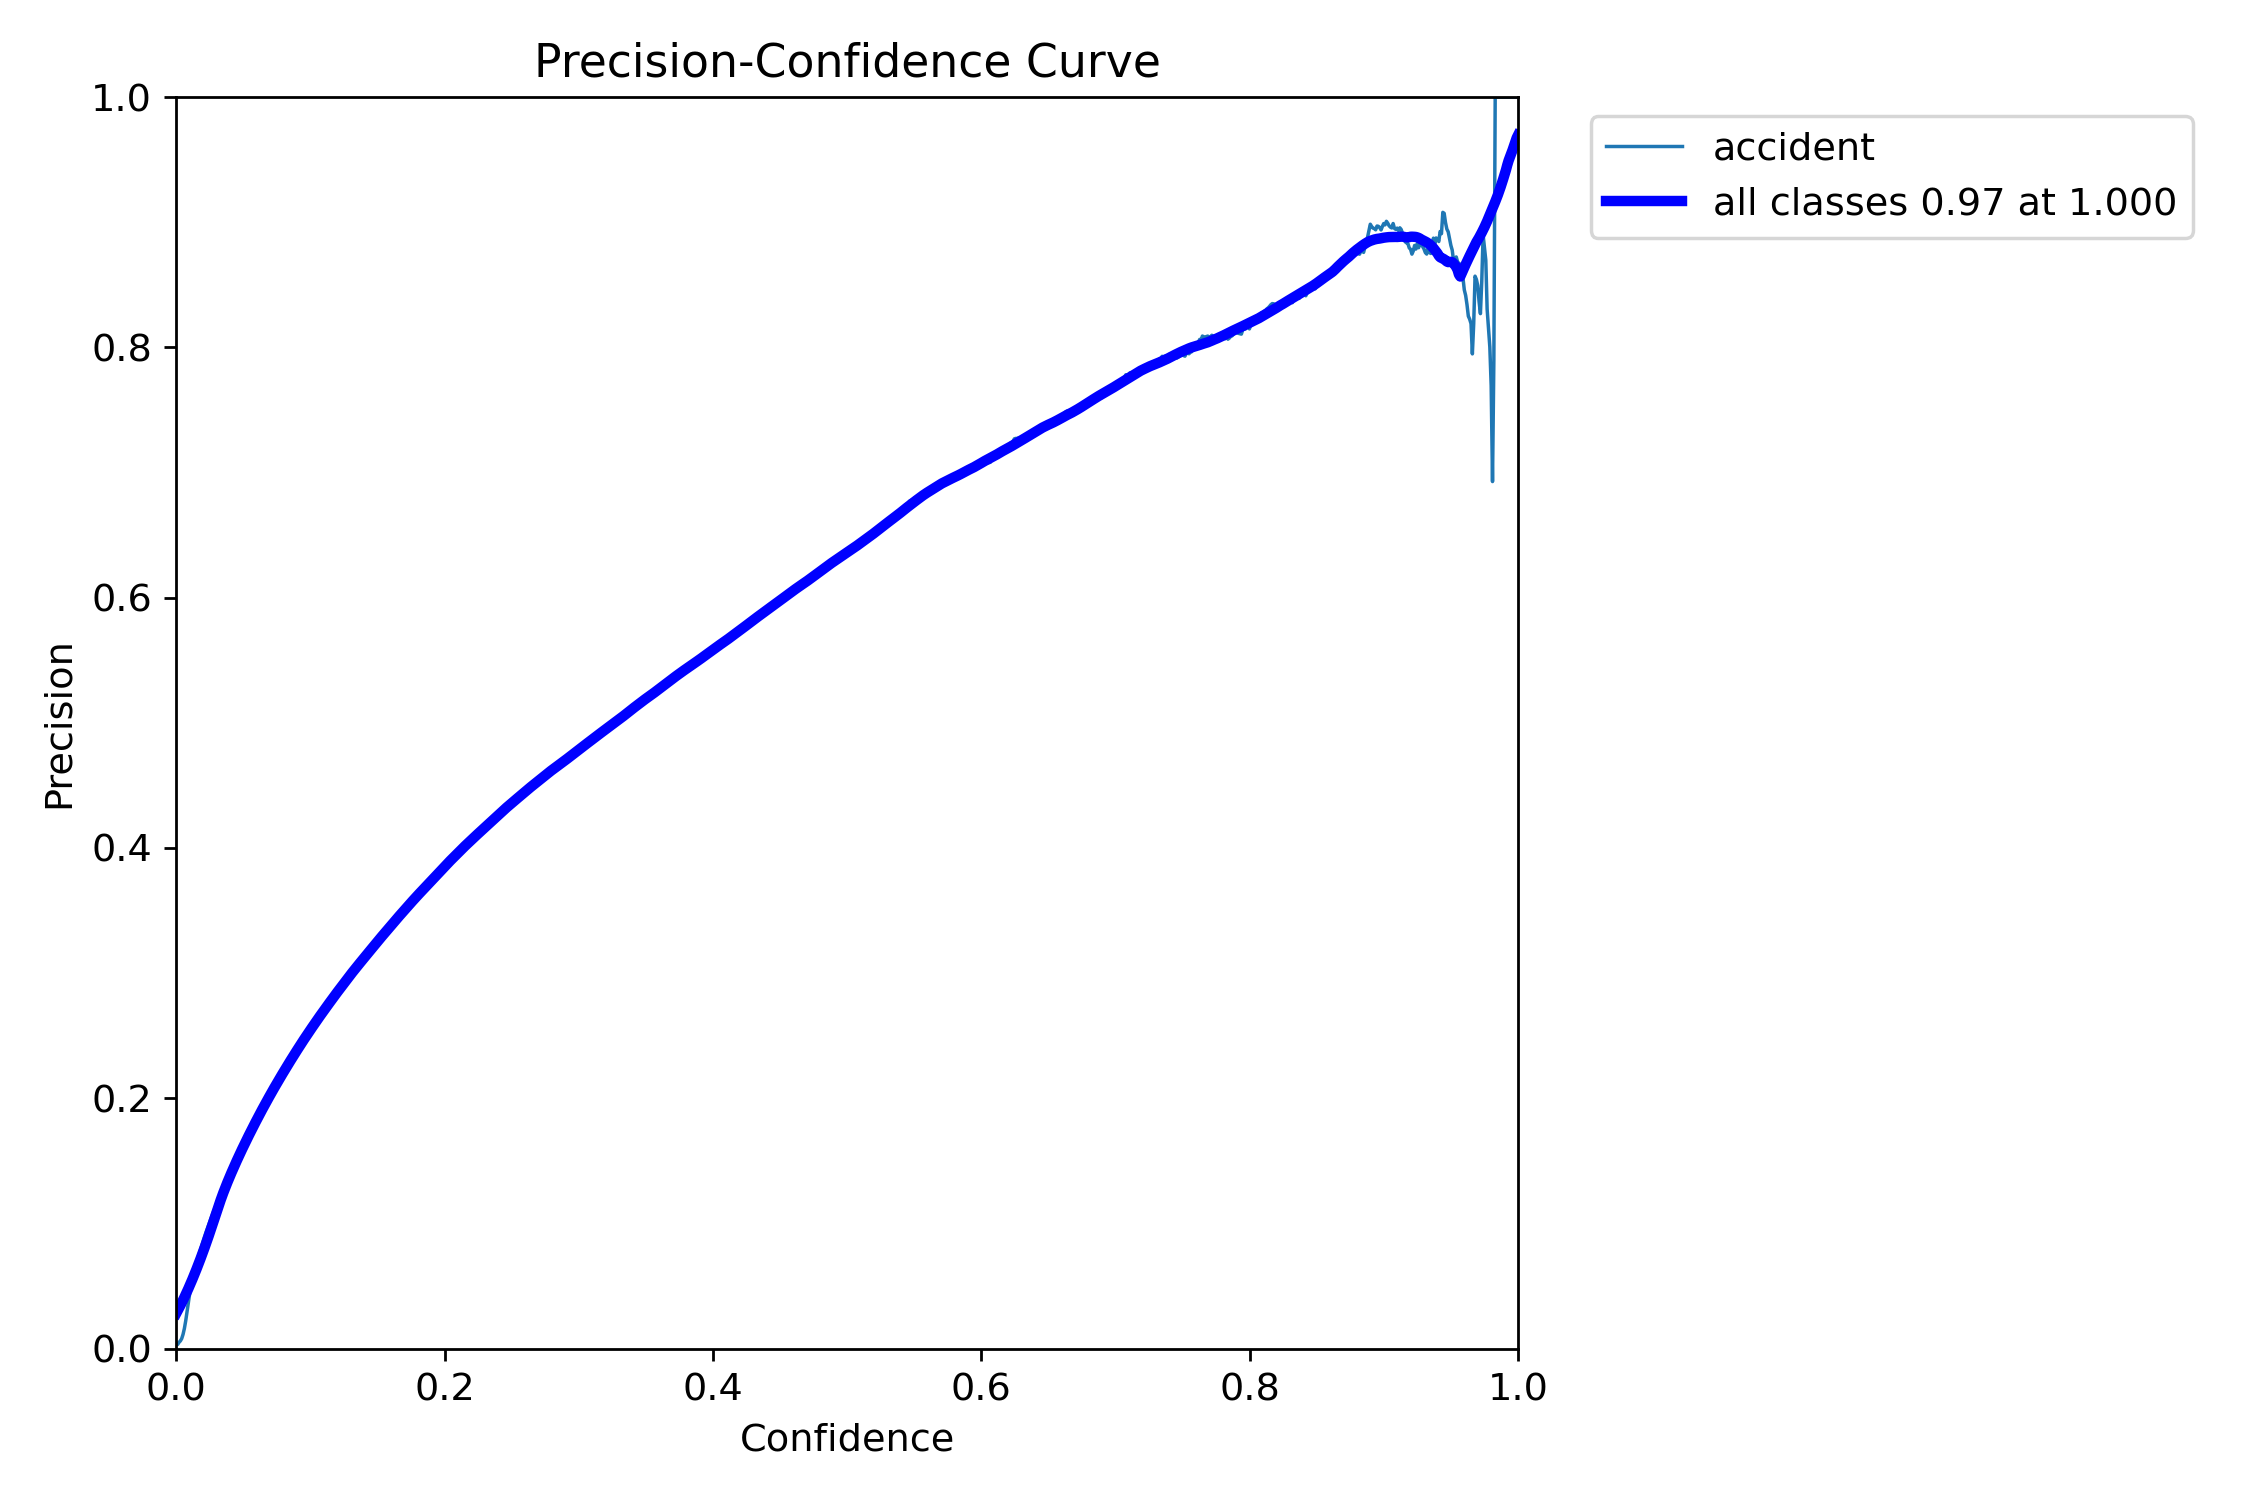 Precision-Confidence Curve
accident
all classes 0.97 at 1.000
1.0
0.8
0.6
0.4
0.2
0.0
Precision
0.0 0.2 0.4 0.6 0.8 1.0
Confidence